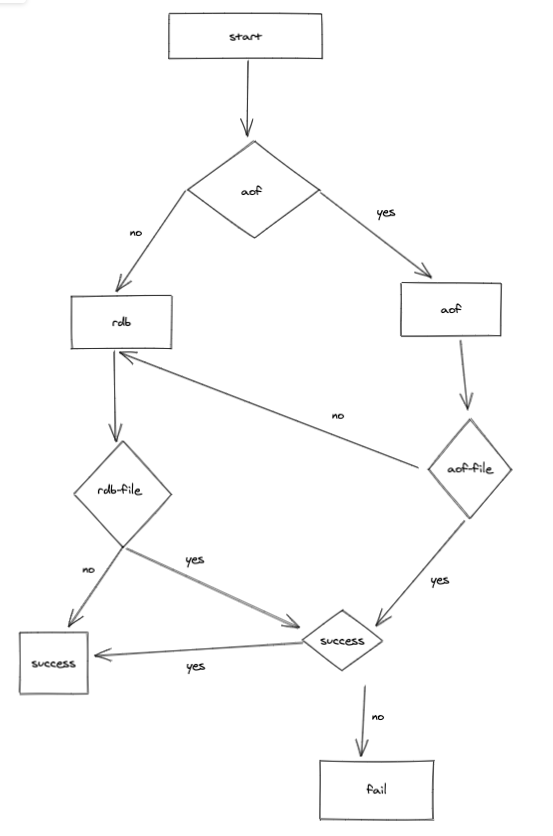 start
aof
no
yes
rdb
aof
no
rdb-file
aof-file
no
yes
yes
success
success
yes
no
fail